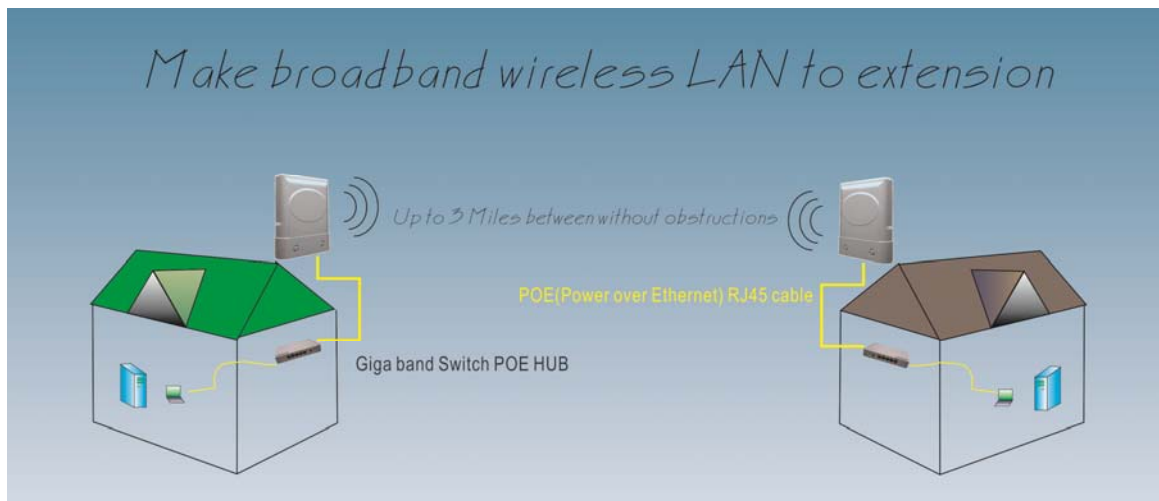 Make broadband wireless LAN to extension
Up to 3 Miles between without obstructions
POE(Power over Ethernet) RJ45 cable
Giga band Switch POE HUB